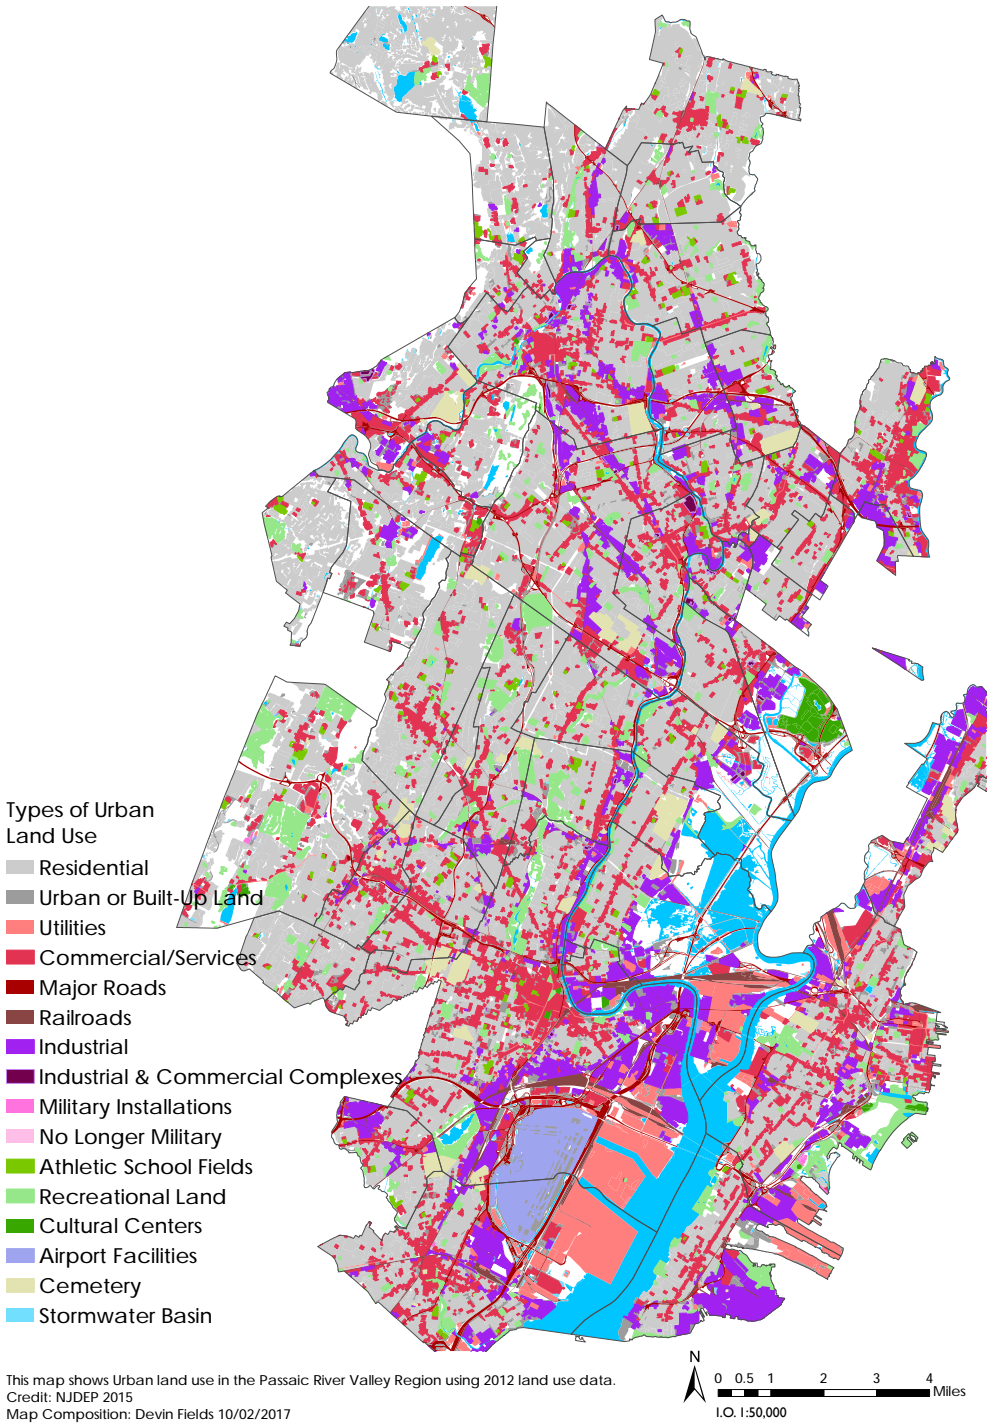 Types of Urban
Land Use
Residential
Urban or Built-Up Land
Utilities
Commercial/Services
Major Roads
Railroads
Industrial
Industrial & Commercial Complexes
Military Installations
No Longer Military
Athletic School Fields
Recreational Land
Cultural Centers
Airport Facilities
Cemetery
Stormwater Basin
This map shows Urban land use in the Passaic River Valley Region using 2012 land use data.
Credit: NJDEP 2015
Map Composition: Devin Fields 10/02/2017
N
0 0.5 1 2 3 4
Miles
I.O. 1:50,000